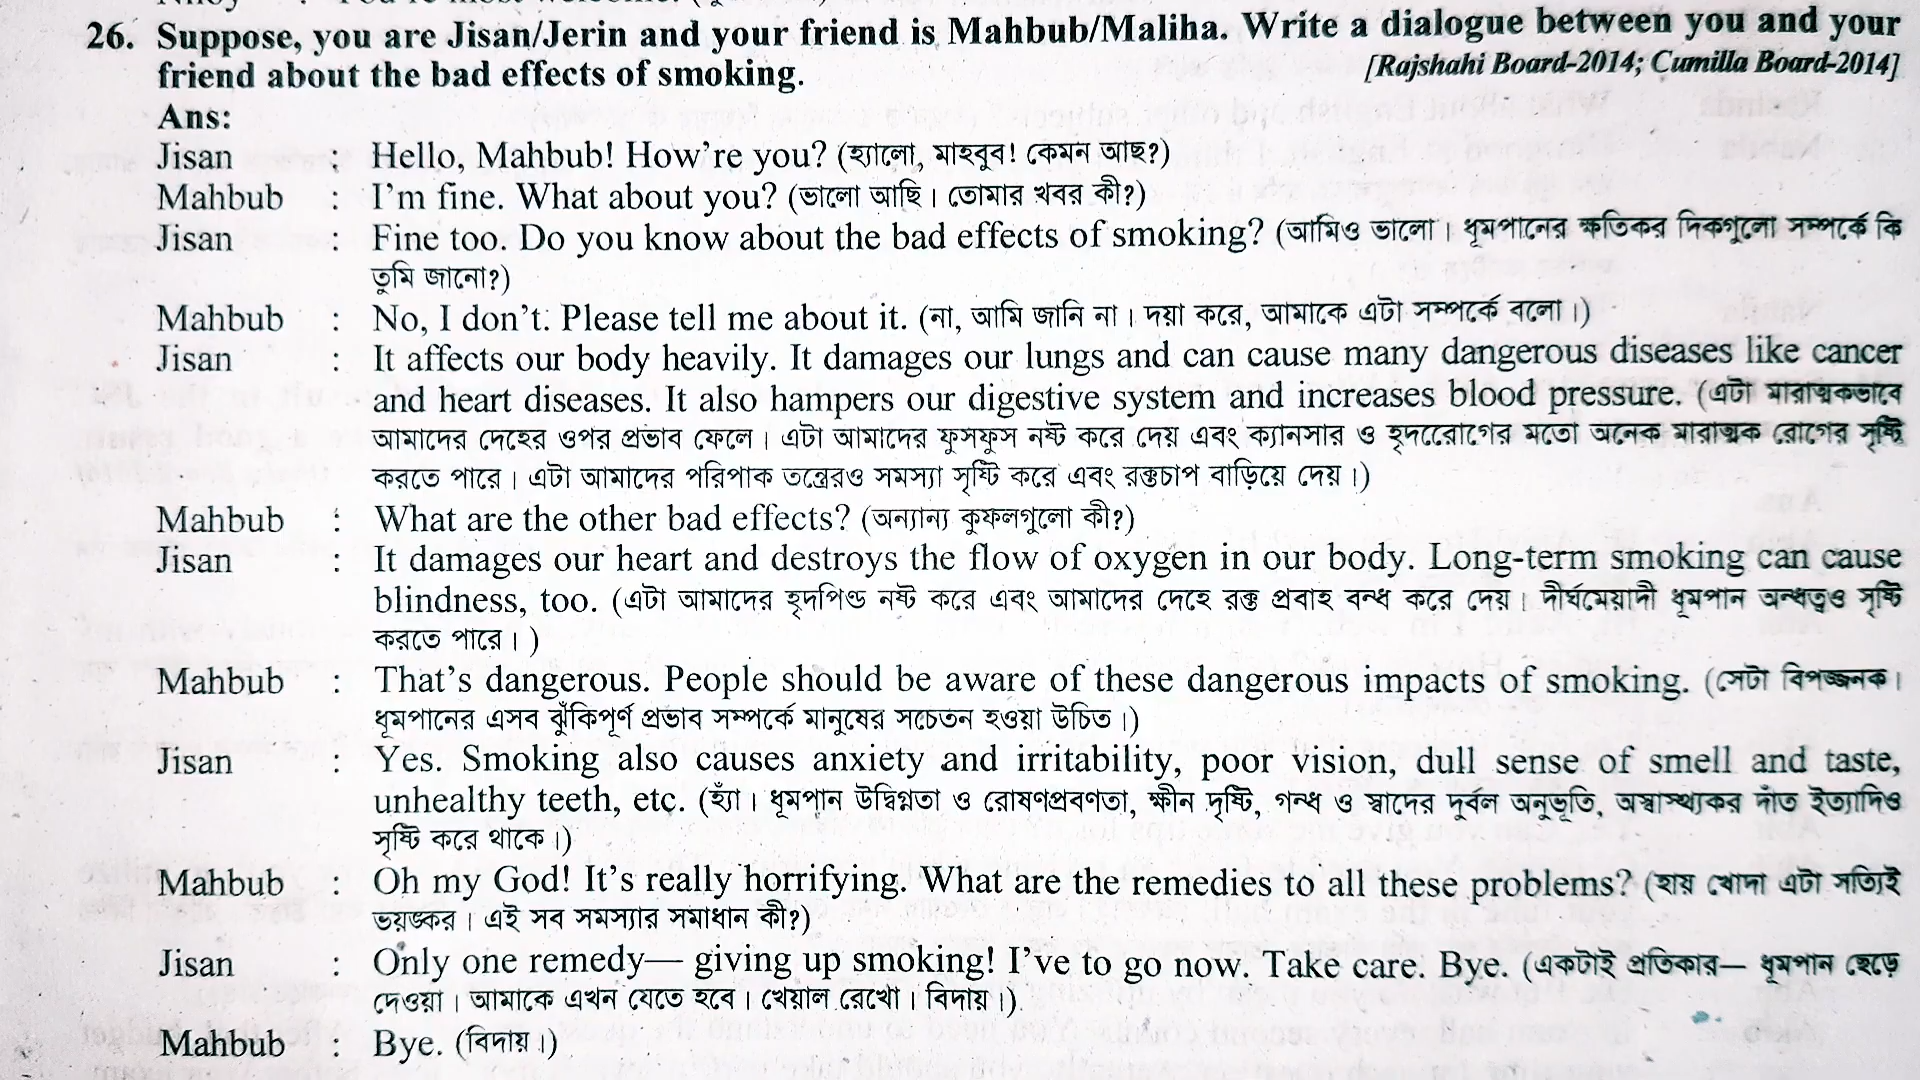 26. Suppose, you are Jisan/Jerin and your friend is Mahbub/Maliha. Write a dialogue between you and your
friend about the bad effects of smoking. [Rajshahi Board-2014; Cumilla Board-2014]
Ans:
Jisan : Hello, Mahbub! How're you? (হ্যালো, মাহবুব! কেমন আছ?)
Mahbub : I'm fine. What about you? (ভালো আছি। তোমার খবর কী?)
Jisan : Fine too. Do you know about the bad effects of smoking? (আমিও ভালো। ধূমপানের ক্ষতিকর দিকগুলো সম্পর্কে কি
তুমি জানো?)
Mahbub : No, I don't. Please tell me about it. (না, আমি জানি না। দয়া করে, আমাকে এটা সম্পর্কে বলো।)
Jisan : It affects our body heavily. It damages our lungs and can cause many dangerous diseases like cancer
and heart diseases. It also hampers our digestive system and increases blood pressure. (এটা মারাত্মকভাবে
আমাদের দেহের ওপর প্রভাব ফেলে। এটা আমাদের ফুসফুস নষ্ট করে দেয় এবং ক্যানসার ও হৃদরোগের মতো অনেক মারাত্মক রোগের সৃষ্টি
করতে পারে। এটা আমাদের পরিপাক তন্ত্রেরও সমস্যা সৃষ্টি করে এবং রক্তচাপ বাড়িয়ে দেয়।)
Mahbub : What are the other bad effects? (অন্যান্য কুফলগুলো কী?)
Jisan : It damages our heart and destroys the flow of oxygen in our body. Long-term smoking can cause
blindness, too. (এটা আমাদের হৃদপিণ্ড নষ্ট করে এবং আমাদের দেহে রক্ত প্রবাহ বন্ধ করে দেয়। দীর্ঘমেয়াদী ধূমপান অন্ধত্বও সৃষ্টি
করতে পারে। )
Mahbub : That's dangerous. People should be aware of these dangerous impacts of smoking. (সেটা বিপজ্জনক।
ধূমপানের এসব ঝুঁকিপূর্ণ প্রভাব সম্পর্কে মানুষের সচেতন হওয়া উচিত।)
Jisan : Yes. Smoking also causes anxiety and irritability, poor vision, dull sense of smell and taste,
unhealthy teeth, etc. (হ্যাঁ। ধূমপান উদ্বিগ্নতা ও রোষণপ্রবণতা, ক্ষীন দৃষ্টি, গন্ধ ও স্বাদের দুর্বল অনুভূতি, অস্বাস্থ্যকর দাঁত ইত্যাদিও
সৃষ্টি করে থাকে।)
Mahbub : Oh my God! It's really horrifying. What are the remedies to all these problems? (হায় খোদা এটা সত্যিই
ভয়ঙ্কর। এই সব সমস্যার সমাধান কী?)
Jisan : Only one remedy— giving up smoking! I've to go now. Take care. Bye. (একটাই প্রতিকার— ধূমপান ছেড়ে
দেওয়া। আমাকে এখন যেতে হবে। খেয়াল রেখো। বিদায়।)
Mahbub : Bye. (বিদায়।)